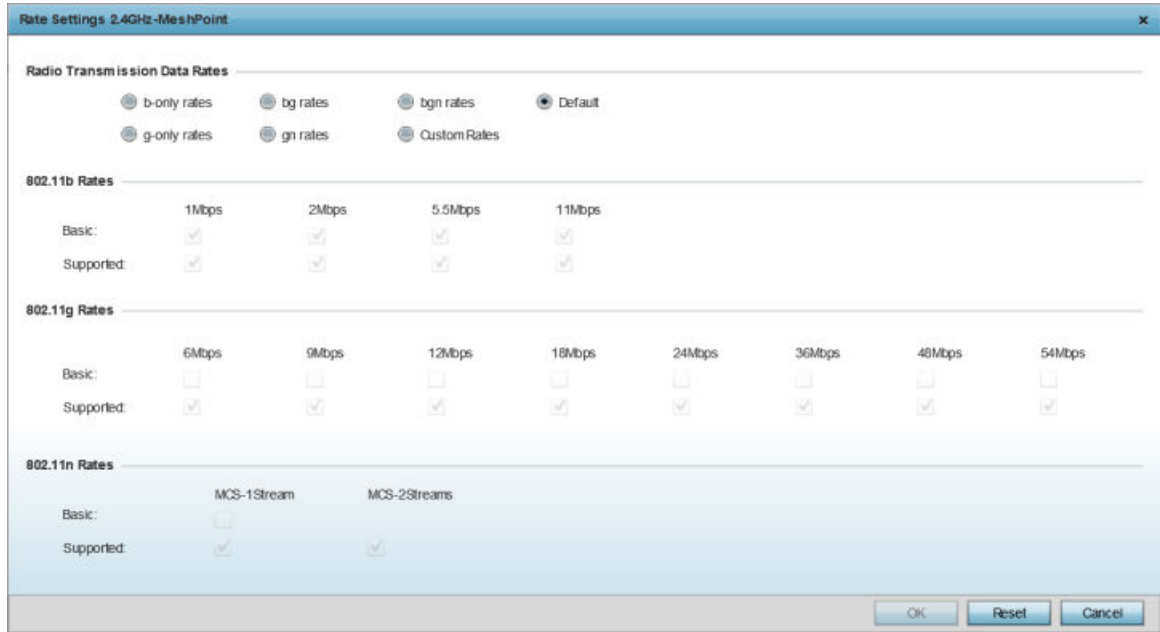 Rate Settings 2.4GHz-MeshPoint
Radio Transmission Data Rates
b-only rates bg rates bgn rates Default
g-only rates gn rates Custom Rates
802.11b Rates
1Mbps 2Mbps 5.5Mbps 11Mbps
Basic:
Supported:
802.11g Rates
6Mbps 9Mbps 12Mbps 18Mbps 24Mbps 36Mbps 48Mbps 54Mbps
Basic:
Supported:
802.11n Rates
MCS-1Stream MCS-2Streams
Basic:
Supported:
OK Reset Cancel